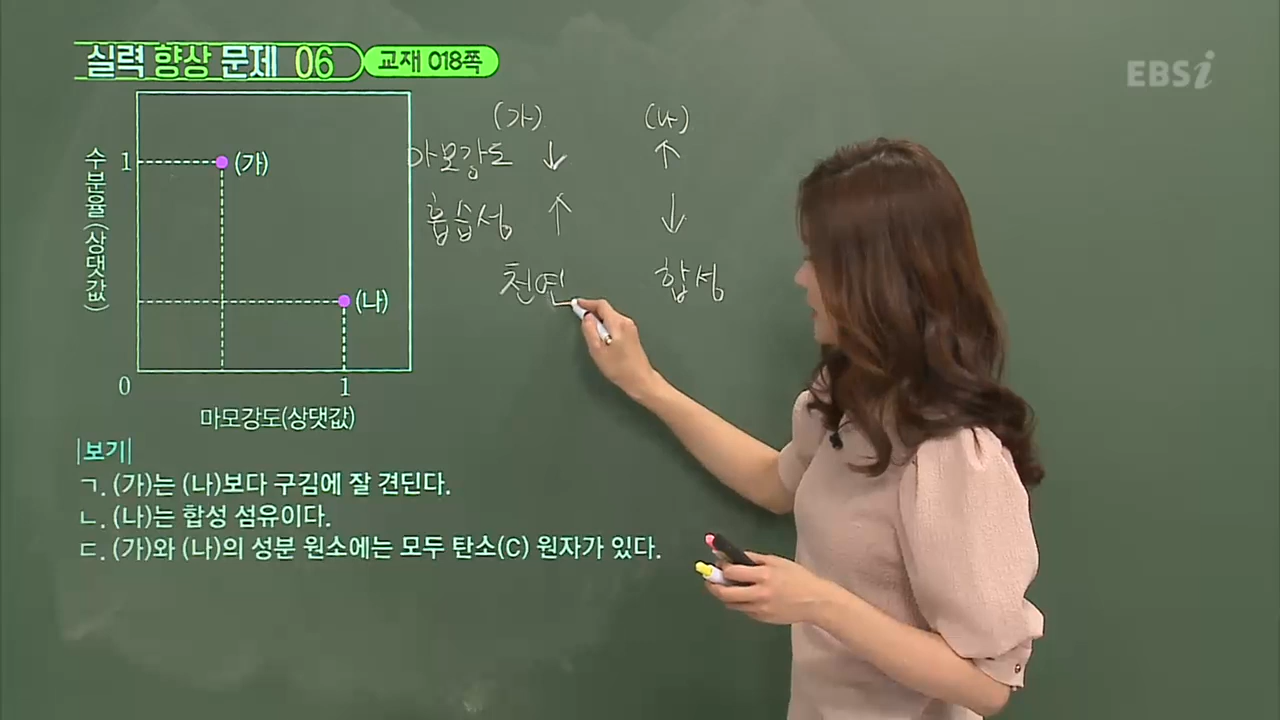 실력 향상 문제 06 교재 018쪽
EBSi
수분율(상댓값)
1
(가)
(나)
0
1
마모강도(상댓값)
(가) (나)
마모강도 ↓ ↑
흡습성 ↑ ↓
천연 합성
|보기|
ㄱ. (가)는 (나)보다 구김에 잘 견딘다.
ㄴ. (나)는 합성 섬유이다.
ㄷ. (가)와 (나)의 성분 원소에는 모두 탄소(C) 원자가 있다.